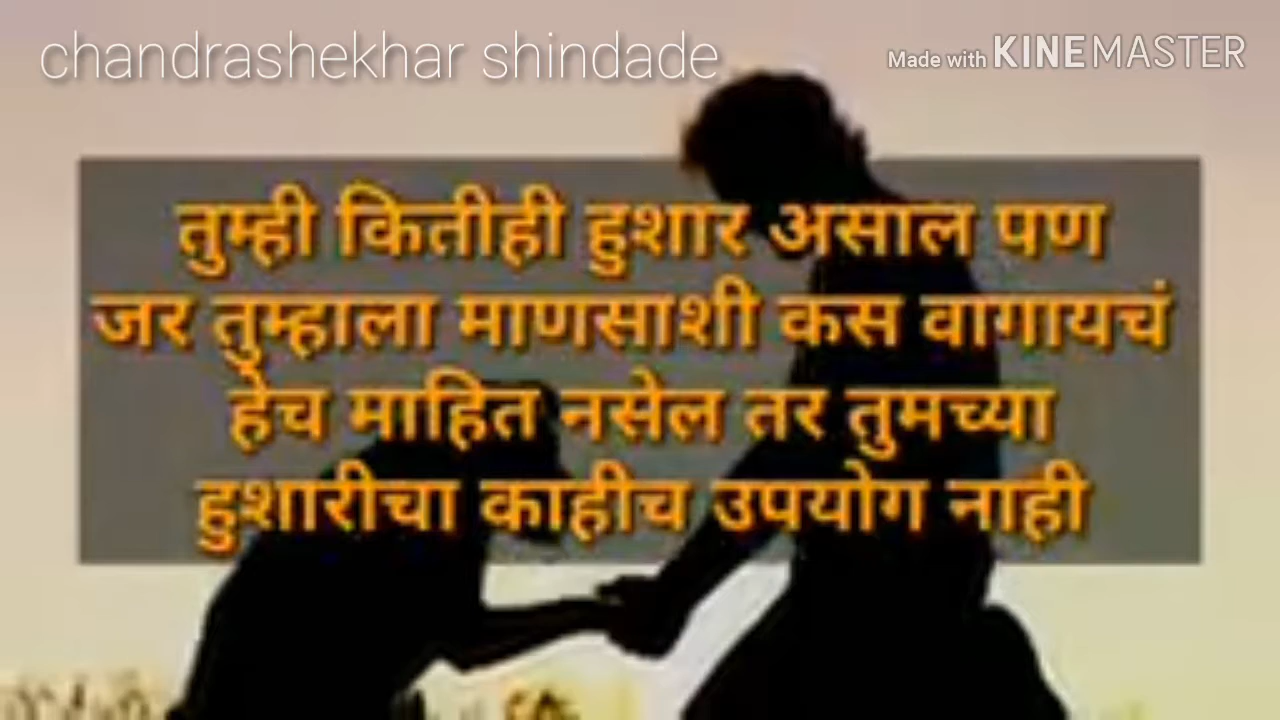 chandrashekhar shindade
Made with KINEMASTER
तुम्ही कितीही हुशार असाल पण
जर तुम्हाला माणसाशी कस वागायचं
हेच माहित नसेल तर तुमच्या
हुशारीचा काहीच उपयोग नाही